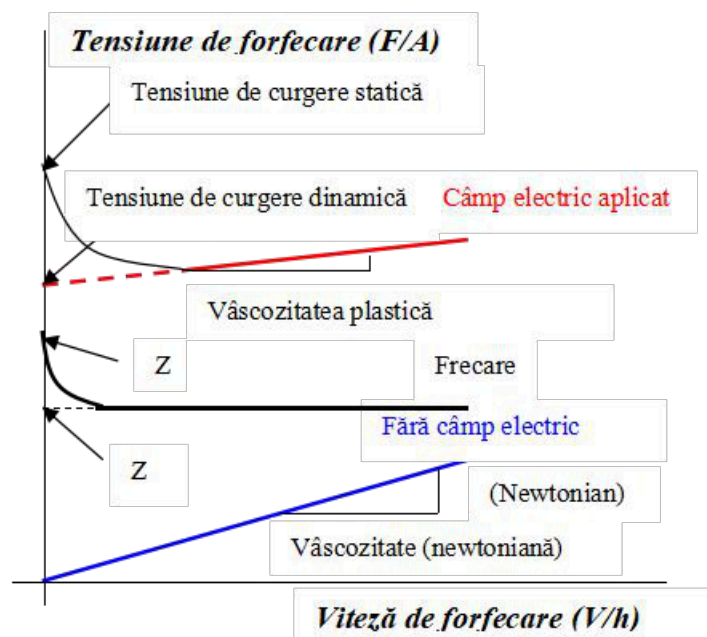 Tensiune de forfecare (F/A)
Tensiune de curgere statică
Tensiune de curgere dinamică
Câmp electric aplicat
Vâscozitatea plastică
Z
Frecare
Fără câmp electric
Z
(Newtonian)
Vâscozitate (newtoniană)
Viteză de forfecare (V/h)